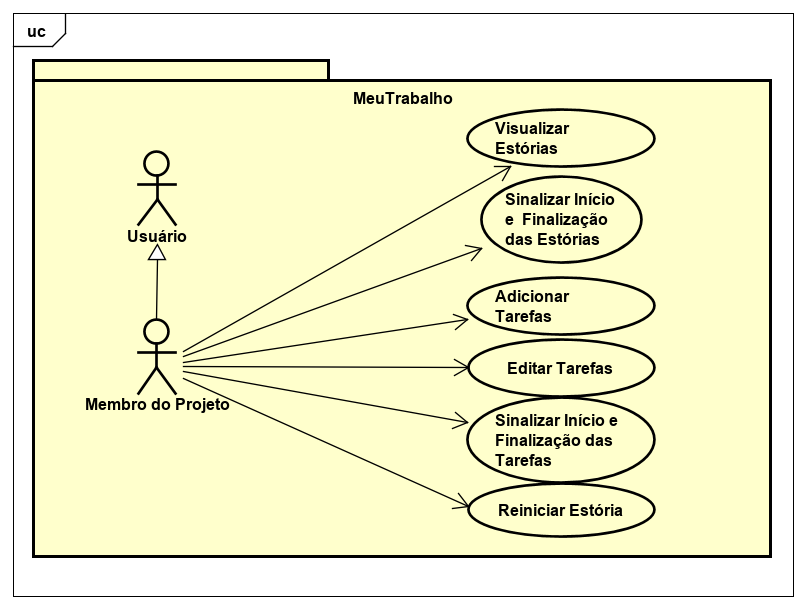 uc
MeuTrabalho
Visualizar
Estórias
Sinalizar Início
e Finalização
das Estórias
Usuário
Adicionar
Tarefas
Editar Tarefas
Membro do Projeto
Sinalizar Início e
Finalização das
Tarefas
Reiniciar Estória